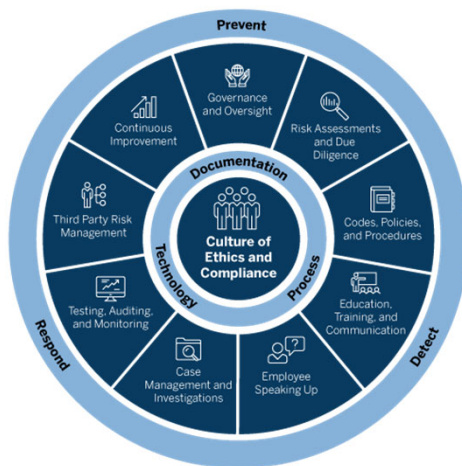 Prevent
Governance
and Oversight
Risk Assessments
and Due
Diligence
Codes, Policies,
and Procedures
Education,
Training, and
Communication
Detect
Employee
Speaking Up
Case
Management and
Investigations
Testing, Auditing,
and Monitoring
Respond
Third Party Risk
Management
Continuous
Improvement
Documentation
Process
Technology
Culture of
Ethics and
Compliance